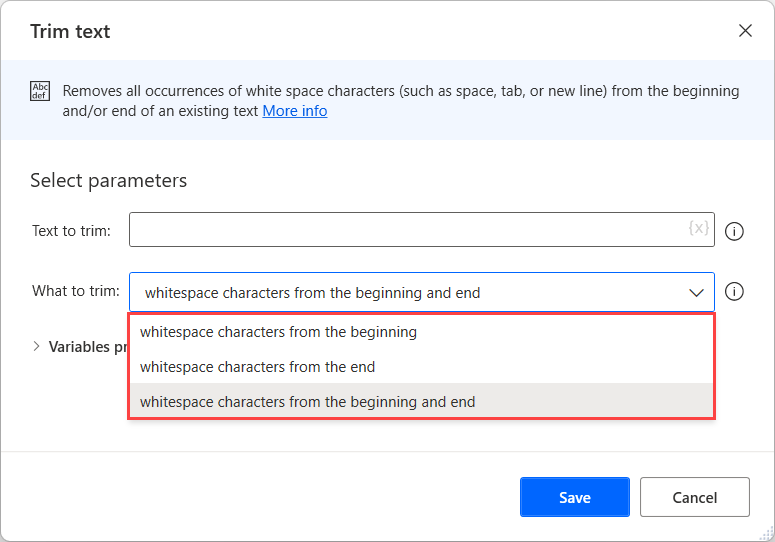 Trim text
Abc
def
Removes all occurrences of white space characters (such as space, tab, or new line) from the beginning
and/or end of an existing text More info
Select parameters
Text to trim:
{x}
What to trim:
whitespace characters from the beginning and end
whitespace characters from the beginning
Variables pr
whitespace characters from the end
whitespace characters from the beginning and end
Save
Cancel